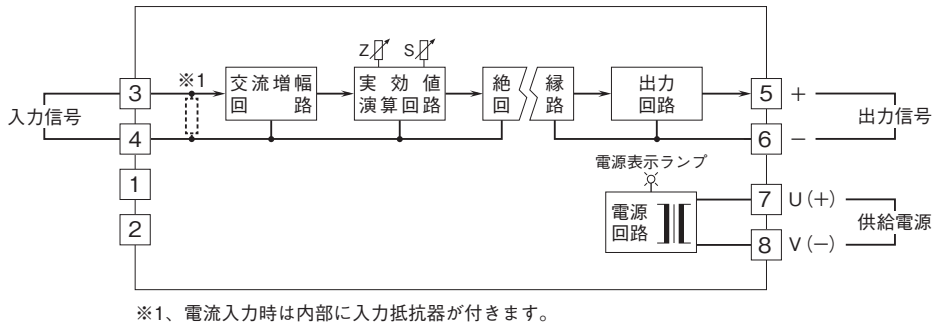 Z S
※1
交流増幅
回路
実効値
演算回路
絶縁
回路
出力
回路
3
4
1
2
入力信号
5 +
6 −
出力信号
電源表示ランプ
電源
回路
7 U(+)
8 V(−)
供給電源
※1、電流入力時は内部に入力抵抗器が付きます。